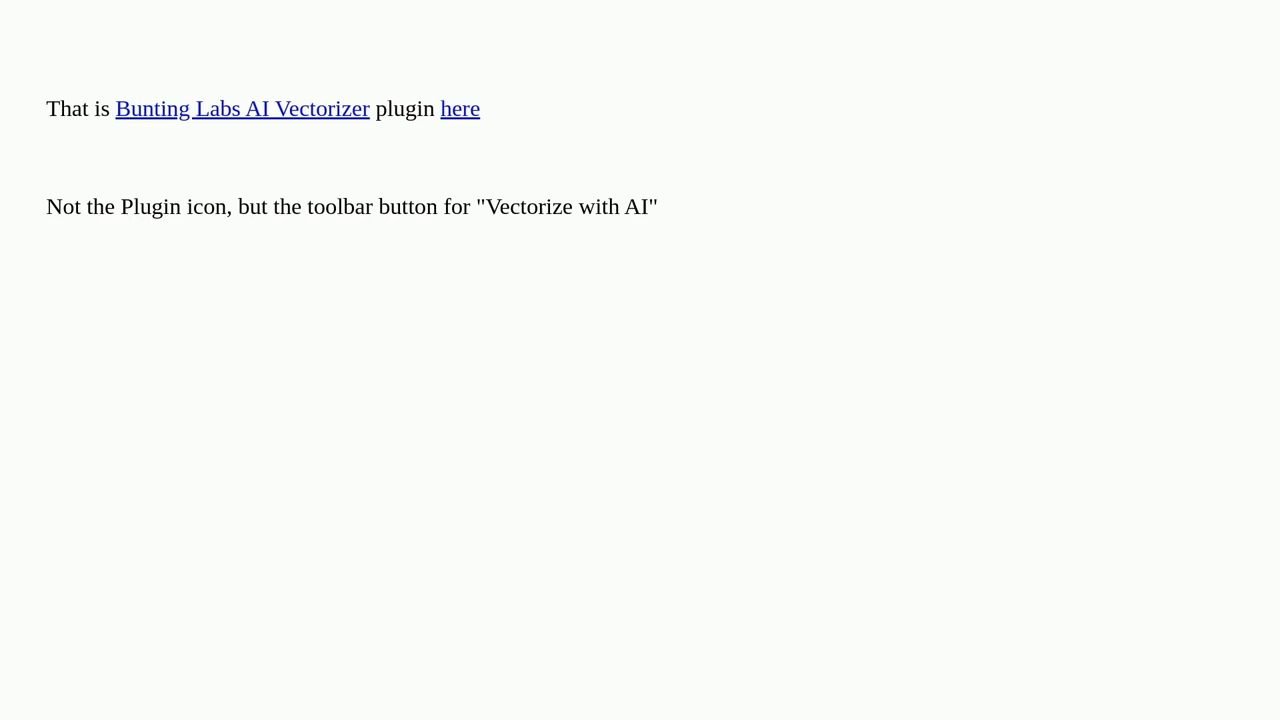 That is Bunting Labs AI Vectorizer plugin here
Not the Plugin icon, but the toolbar button for "Vectorize with AI"